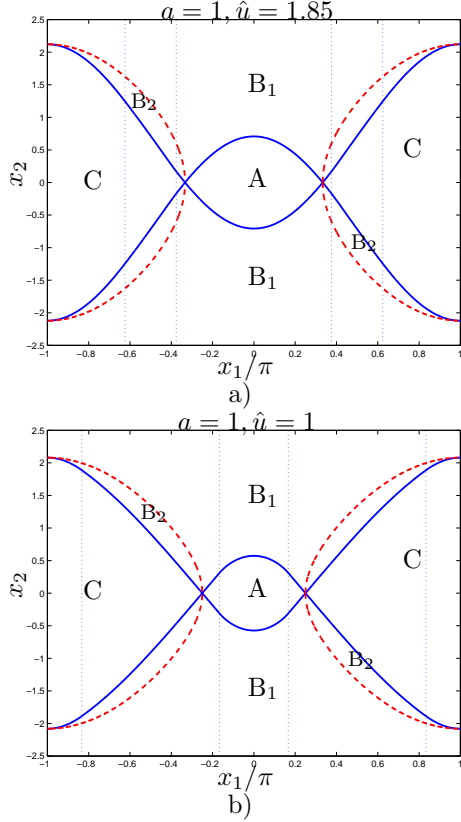 a = 1, û = 1.85
2.5
2
1.5
1
0.5
0
−0.5
−1
−1.5
−2
−2.5
x₂
B₁
B₂
C
A
C
B₂
B₁
−1 −0.8 −0.6 −0.4 −0.2 0 0.2 0.4 0.6 0.8 1
x₁/π
a)
a = 1, û = 1
2.5
2
1.5
1
0.5
0
−0.5
−1
−1.5
−2
−2.5
x₂
B₁
B₂
C
A
C
B₂
B₁
−1 −0.8 −0.6 −0.4 −0.2 0 0.2 0.4 0.6 0.8 1
x₁/π
b)